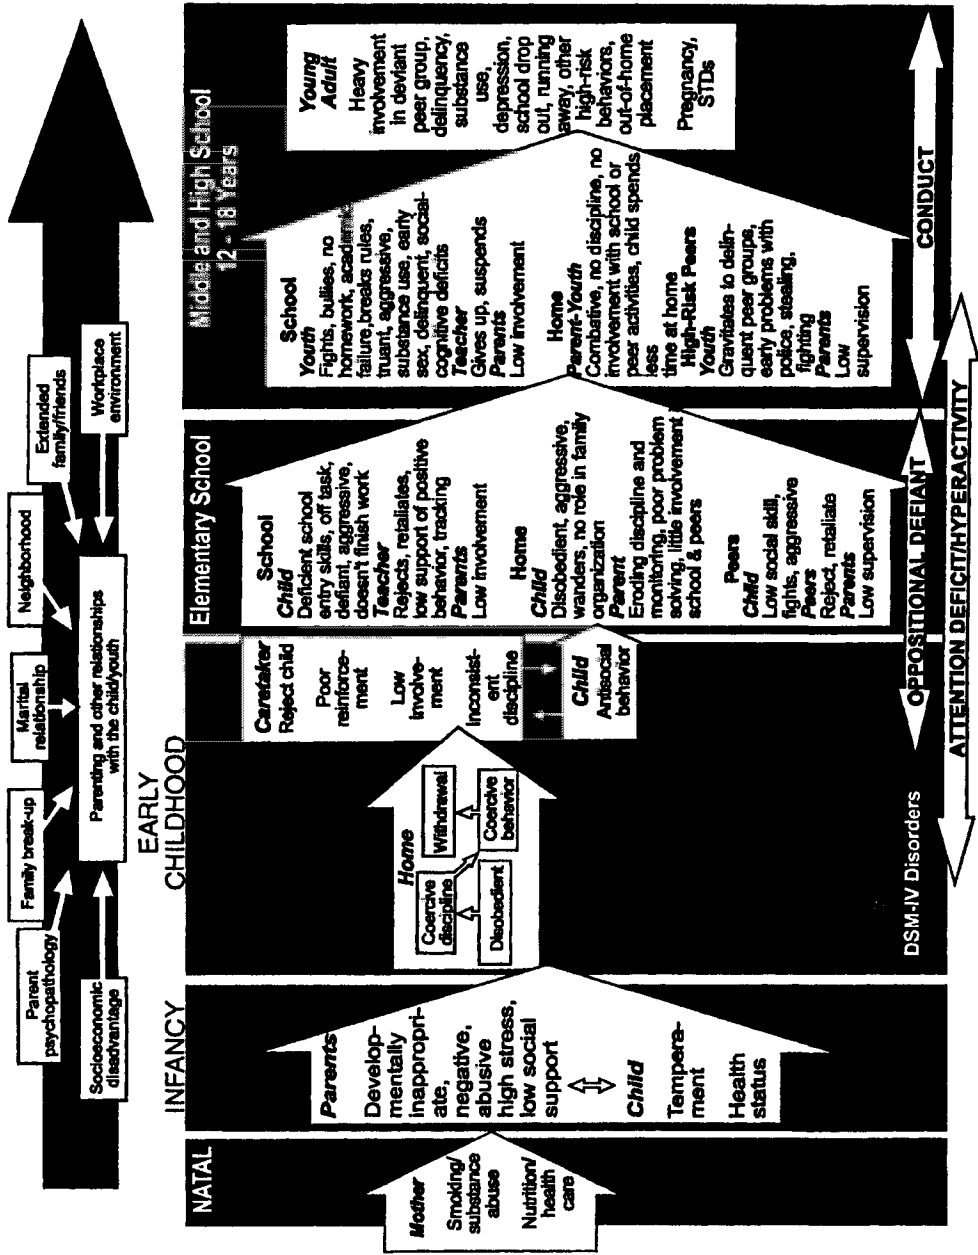 Parent
psychopathology
Family break-up
Marital
relationship
Neighborhood
Extended
family/friends
Socioeconomic
disadvantage
Parenting and other relationships
with the child/youth
Workplace
environment
NATAL
Mother
Smoking/
substance
abuse
Nutrition/
health
care
INFANCY
Parents
Develop-
mentally
inappropri-
ate,
negative,
abusive
high stress,
low social
support
Child
Tempera-
ment
Health
status
EARLY
CHILDHOOD
Home
Coercive
discipline
Withdrawal
Disobedient
Coercive
behavior
Caretaker
Reject child
Poor
reinforce-
ment
Low
involve-
ment
Inconsist-
ent
discipline
Child
Antisocial
behavior
Elementary School
School
Child
Deficient school
entry skills, off task,
defiant, aggressive,
doesn't finish work
Teacher
Rejects, retaliates,
low support of positive
behavior, tracking
Parents
Low involvement
Home
Child
Disobedient, aggressive,
wanders, no role in family
organization
Parent
Eroding discipline and
monitoring, poor problem
solving, little involvement
school & peers
Peers
Child
Low social skill,
fights, aggressive
Peers
Reject, retaliate
Parents
Low supervision
Middle and High School
12 - 18 Years
School
Youth
Fights, bullies, no
homework, academic
failure, breaks rules,
truant, aggressive,
substance use, early
sex, delinquent, social-
cognitive deficits
Teacher
Gives up, suspends
Parents
Low involvement
Home
Parent-Youth
Combative, no discipline, no
involvement with school or
peer activities, child spends
less
time at home
High-Risk Peers
Youth
Gravitates to delin-
quent peer groups,
early problems with
police, stealing,
fighting
Parents
Low
supervision
Young
Adult
Heavy
involvement
in deviant
peer group,
delinquency,
substance
use,
depression,
school drop
out, running
away, other
high-risk
behaviors,
out-of-home
placement
Pregnancy,
STDs
DSM-IV Disorders
OPPOSITIONAL DEFIANT
CONDUCT
ATTENTION DEFICIT/HYPERACTIVITY